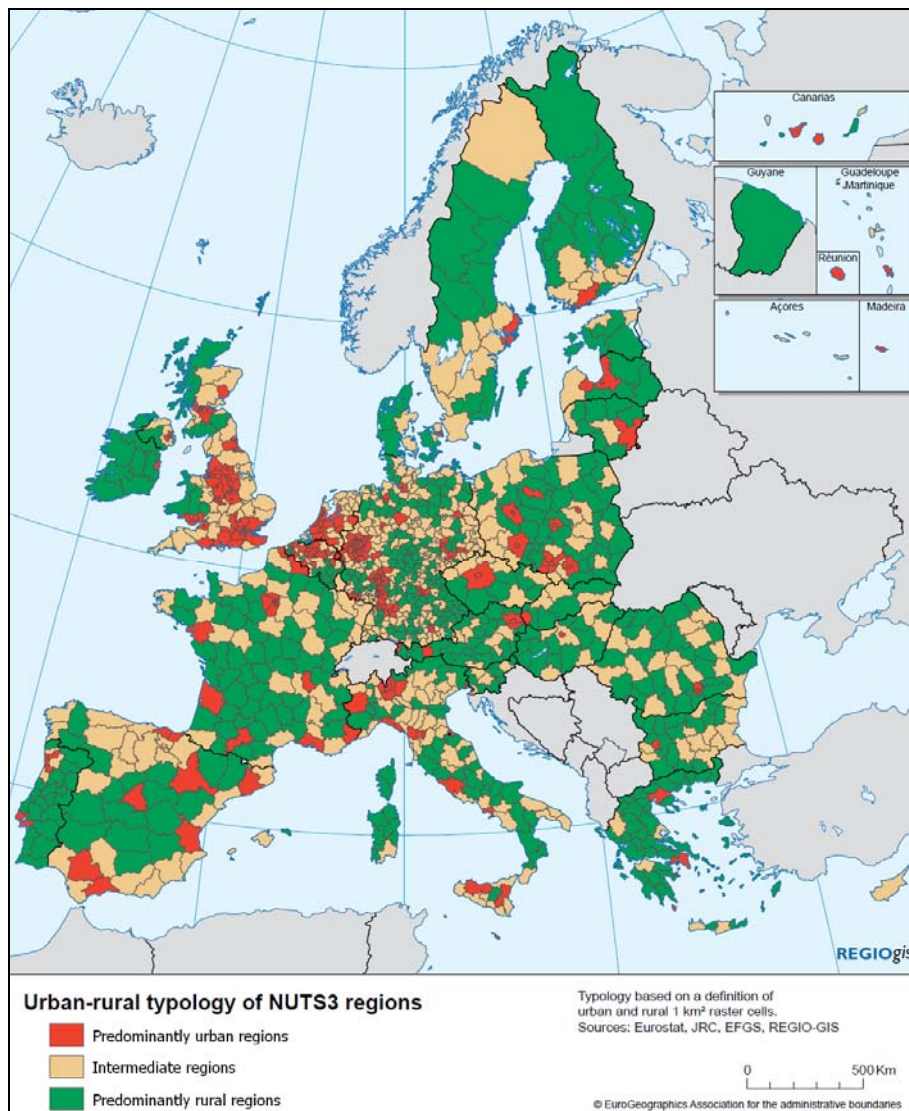 Canarias
Guyane
Guadeloupe
Martinique
Réunion
Açores
Madeira
REGIOgis
Urban-rural typology of NUTS3 regions
Predominantly urban regions
Intermediate regions
Predominantly rural regions
Typology based on a definition of
urban and rural 1 km² raster cells.
Sources: Eurostat, JRC, EFGS, REGIO-GIS
0 500 Km
© EuroGeographics Association for the administrative boundaries